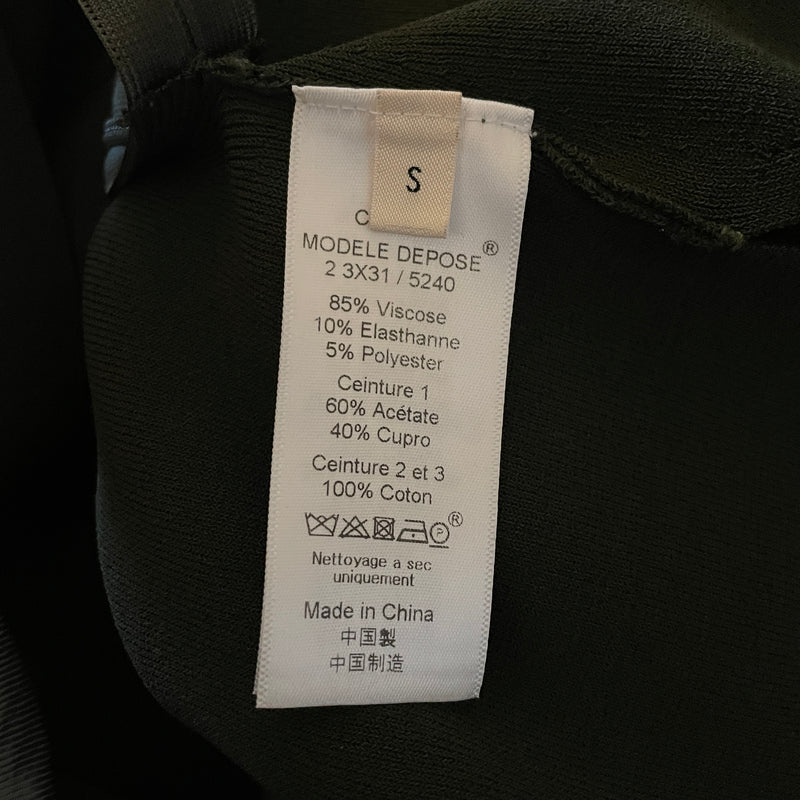 S
C
MODELE DEPOSE®
2 3X31 / 5240
85% Viscose
10% Elasthanne
5% Polyester
Ceinture 1
60% Acétate
40% Cupro
Ceinture 2 et 3
100% Coton
P ®
Nettoyage a sec
uniquement
Made in China
中国製
中国制造